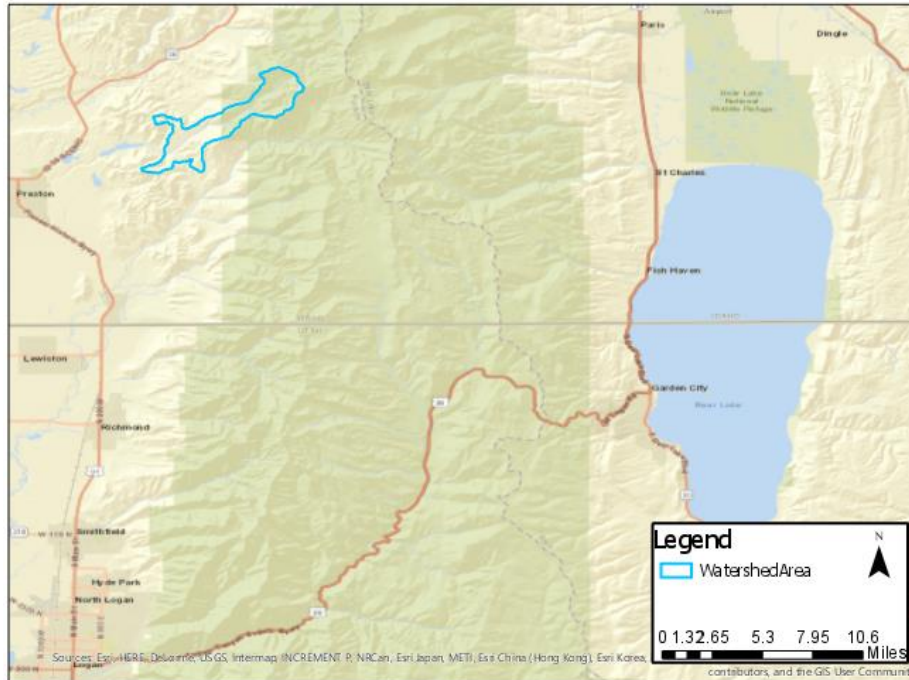 Paris
Dingle
Bear Lake
National
Wildlife Refuge
St Charles
Preston
Fish Haven
Lewiston
Garden City
Bear Lake
Richmond
Smithfield
Hyde Park
North Logan
Logan
Legend
N
WatershedArea
0 1.32 2.65 5.3 7.95 10.6
Miles
Sources: Esri, HERE, DeLorme, USGS, Intermap, INCREMENT P, NRCan, Esri Japan, METI, Esri China (Hong Kong), Esri Korea,
contributors, and the GIS User Communit